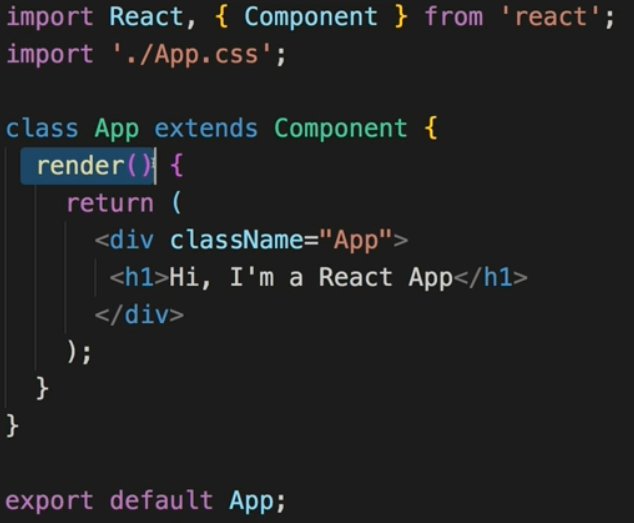 import React, { Component } from 'react';
import './App.css';

class App extends Component {
  render() {
    return (
      <div className="App">
       <h1>Hi, I'm a React App</h1>
      </div>
    );
  }
}

export default App;